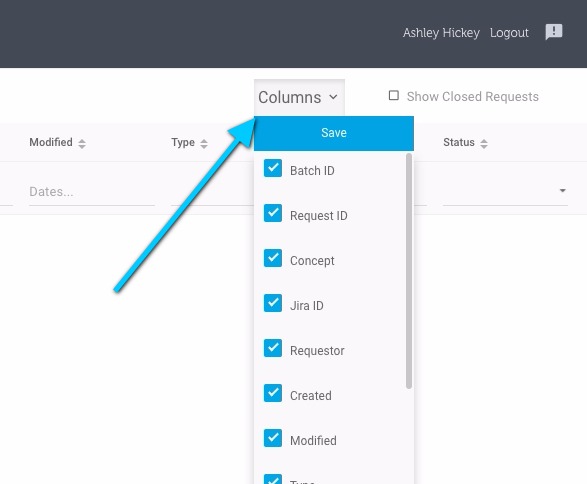 Ashley Hickey Logout
Columns
Show Closed Requests
Modified Type Status
Save
Dates...
Batch ID
Request ID
Concept
Jira ID
Requestor
Created
Modified
Type